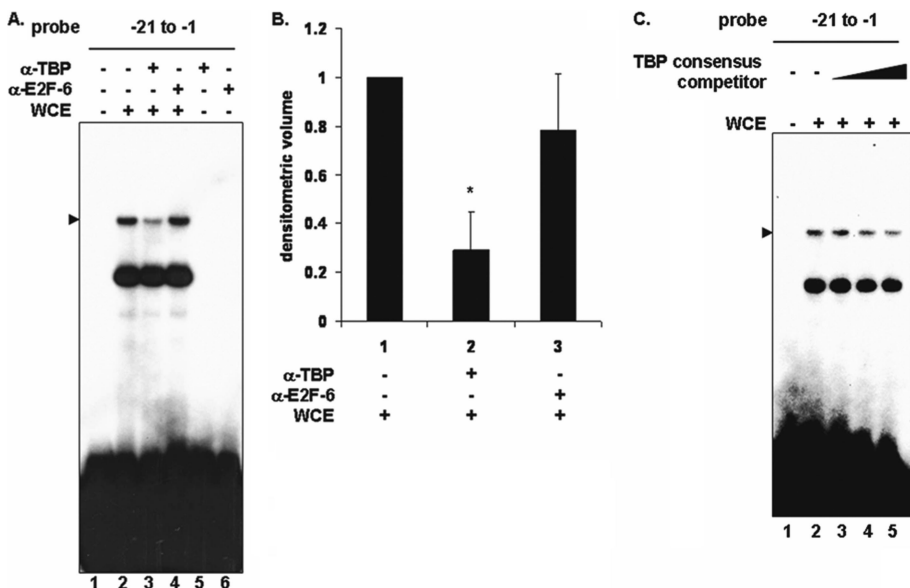 A.
probe -21 to -1
α-TBP - - + - + -
α-E2F-6 - - - + - +
WCE - + + + - -
1 2 3 4 5 6
B.
densitometric volume
1
0.8
0.6
0.4
0.2
0
*
1 2 3
α-TBP - + -
α-E2F-6 - - +
WCE + + +
C.
probe -21 to -1
TBP consensus
competitor - -
WCE - + + + +
1 2 3 4 5